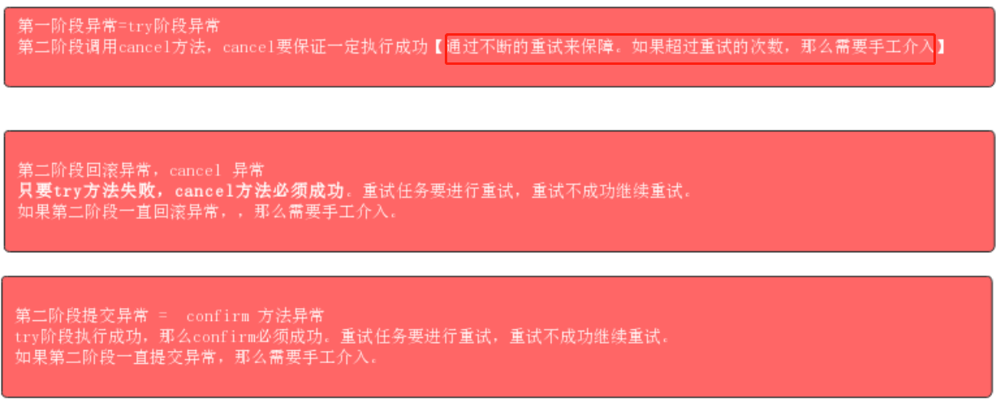 第一阶段异常=try阶段异常
第二阶段调用cancel方法，cancel要保证一定执行成功【通过不断的重试来保障。如果超过重试的次数，那么需要手工介入】
第二阶段回滚异常，cancel 异常
只要try方法失败，cancel方法必须成功。重试任务要进行重试，重试不成功继续重试。
如果第二阶段一直回滚异常，，那么需要手工介入。
第二阶段提交异常 = confirm 方法异常
try阶段执行成功，那么confirm必须成功。重试任务要进行重试，重试不成功继续重试。
如果第二阶段一直提交异常，那么需要手工介入。